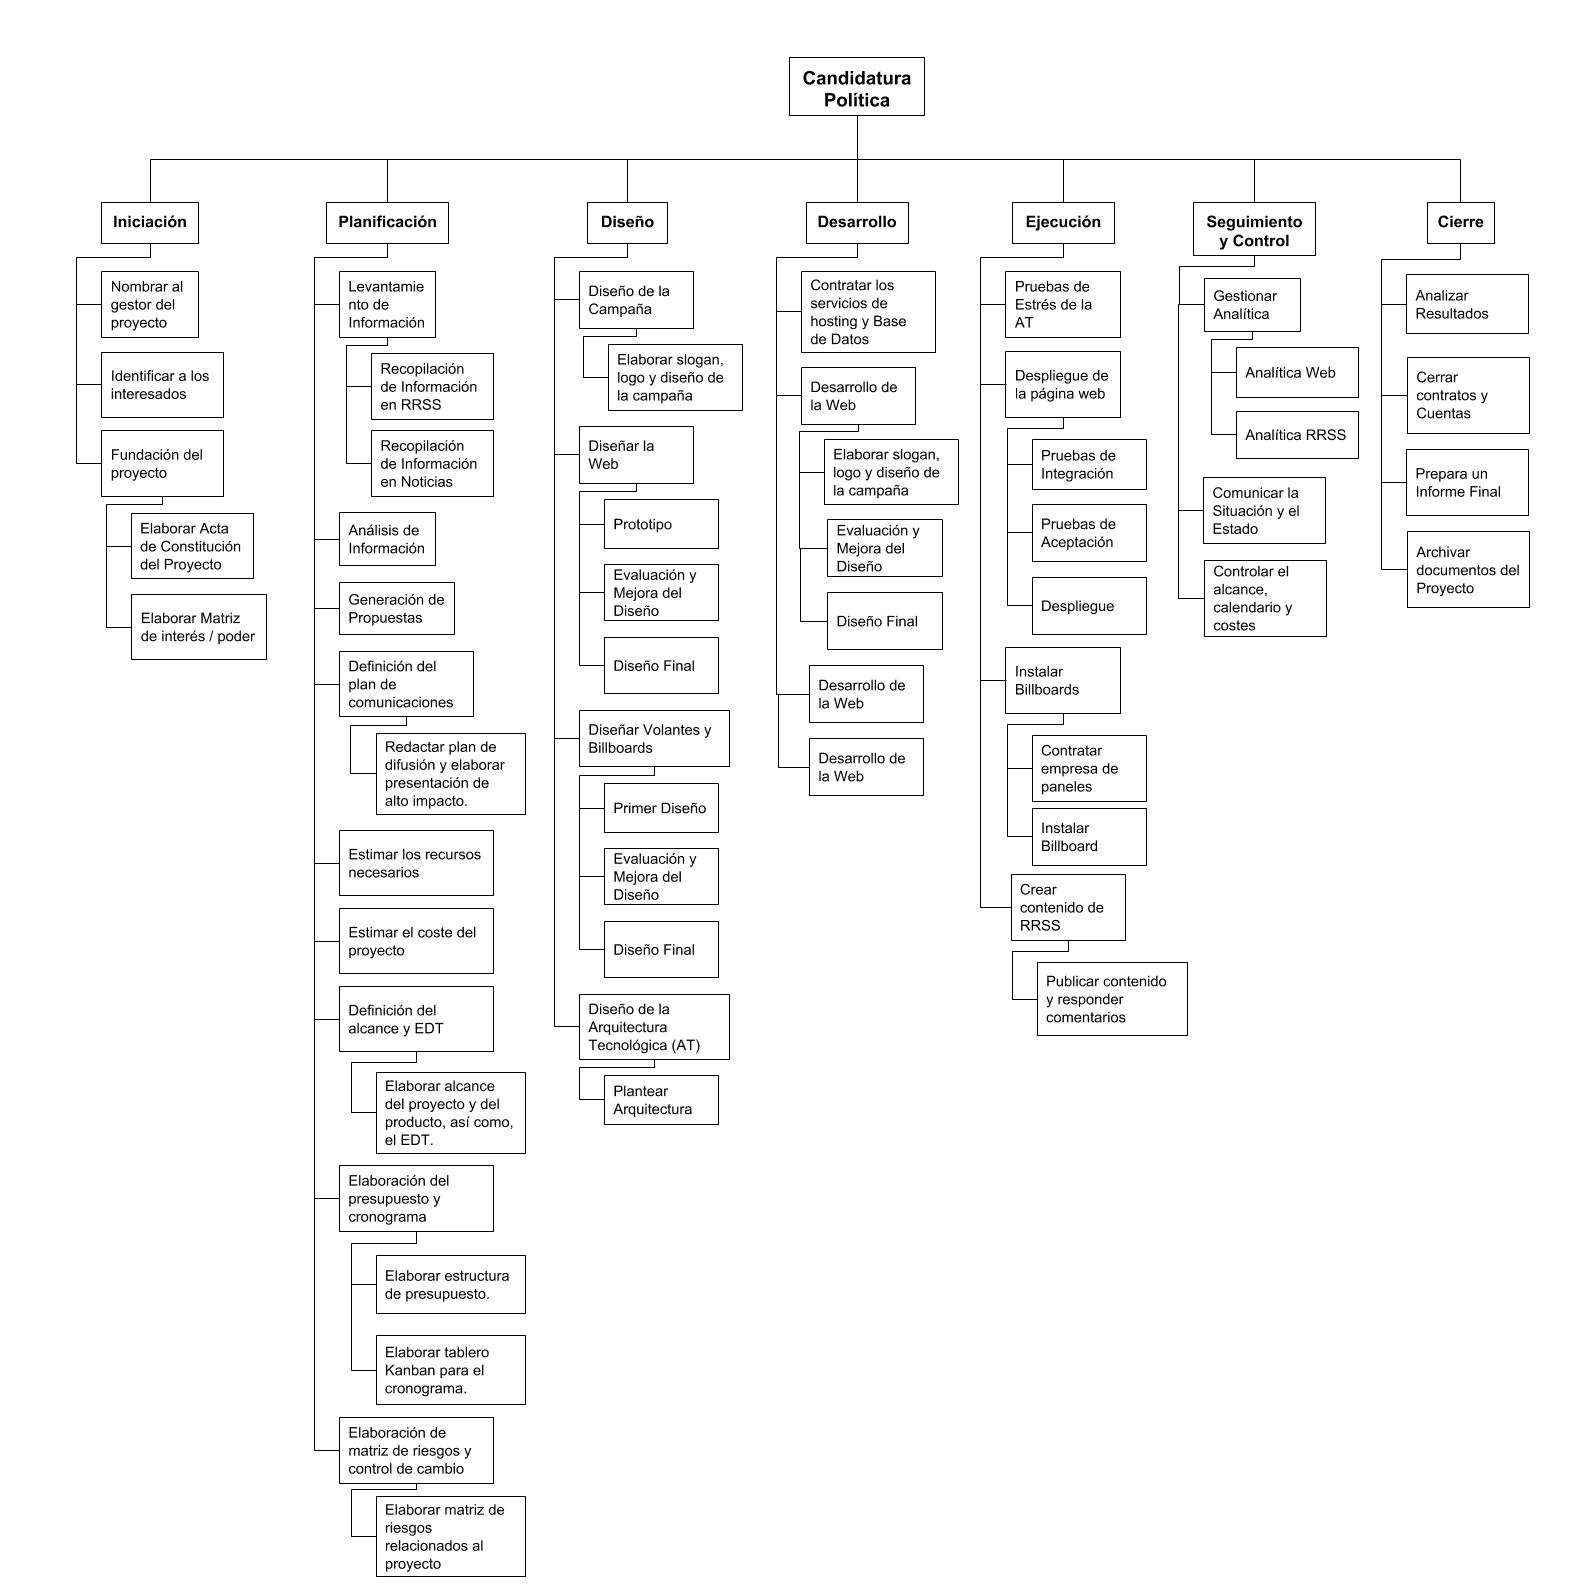 Candidatura
Política
Iniciación
Nombrar al
gestor del
proyecto
Identificar a los
interesados
Fundación del
proyecto
Elaborar Acta
de Constitución
del Proyecto
Elaborar Matriz
de interés / poder
Planificación
Levantamie
nto de
Información
Recopilación
de Información
en RRSS
Recopilación
de Información
en Noticias
Análisis de
Información
Generación de
Propuestas
Definición del
plan de
comunicaciones
Redactar plan de
difusión y elaborar
presentación de
alto impacto.
Estimar los recursos
necesarios
Estimar el coste del
proyecto
Definición del
alcance y EDT
Elaborar alcance
del proyecto y del
producto, así como,
el EDT.
Elaboración del
presupuesto y
cronograma
Elaborar estructura
de presupuesto.
Elaborar tablero
Kanban para el
cronograma.
Elaboración de
matriz de riesgos y
control de cambio
Elaborar matriz de
riesgos
relacionados al
proyecto
Diseño
Diseño de la
Campaña
Elaborar slogan,
logo y diseño de
la campaña
Diseñar la
Web
Prototipo
Evaluación y
Mejora del
Diseño
Diseño Final
Diseñar Volantes y
Billboards
Primer Diseño
Evaluación y
Mejora del
Diseño
Diseño Final
Diseño de la
Arquitectura
Tecnológica (AT)
Plantear
Arquitectura
Desarrollo
Contratar los
servicios de
hosting y Base
de Datos
Desarrollo de
la Web
Elaborar slogan,
logo y diseño de
la campaña
Evaluación y
Mejora del
Diseño
Diseño Final
Desarrollo de
la Web
Desarrollo de
la Web
Ejecución
Pruebas de
Estrés de la
AT
Despliegue de
la página web
Pruebas de
Integración
Pruebas de
Aceptación
Despliegue
Instalar
Billboards
Contratar
empresa de
paneles
Instalar
Billboard
Crear
contenido de
RRSS
Publicar contenido
y responder
comentarios
Seguimiento
y Control
Gestionar
Analítica
Analítica Web
Analítica RRSS
Comunicar la
Situación y el
Estado
Controlar el
alcance,
calendario y
costes
Cierre
Analizar
Resultados
Cerrar
contratos y
Cuentas
Prepara un
Informe Final
Archivar
documentos del
Proyecto